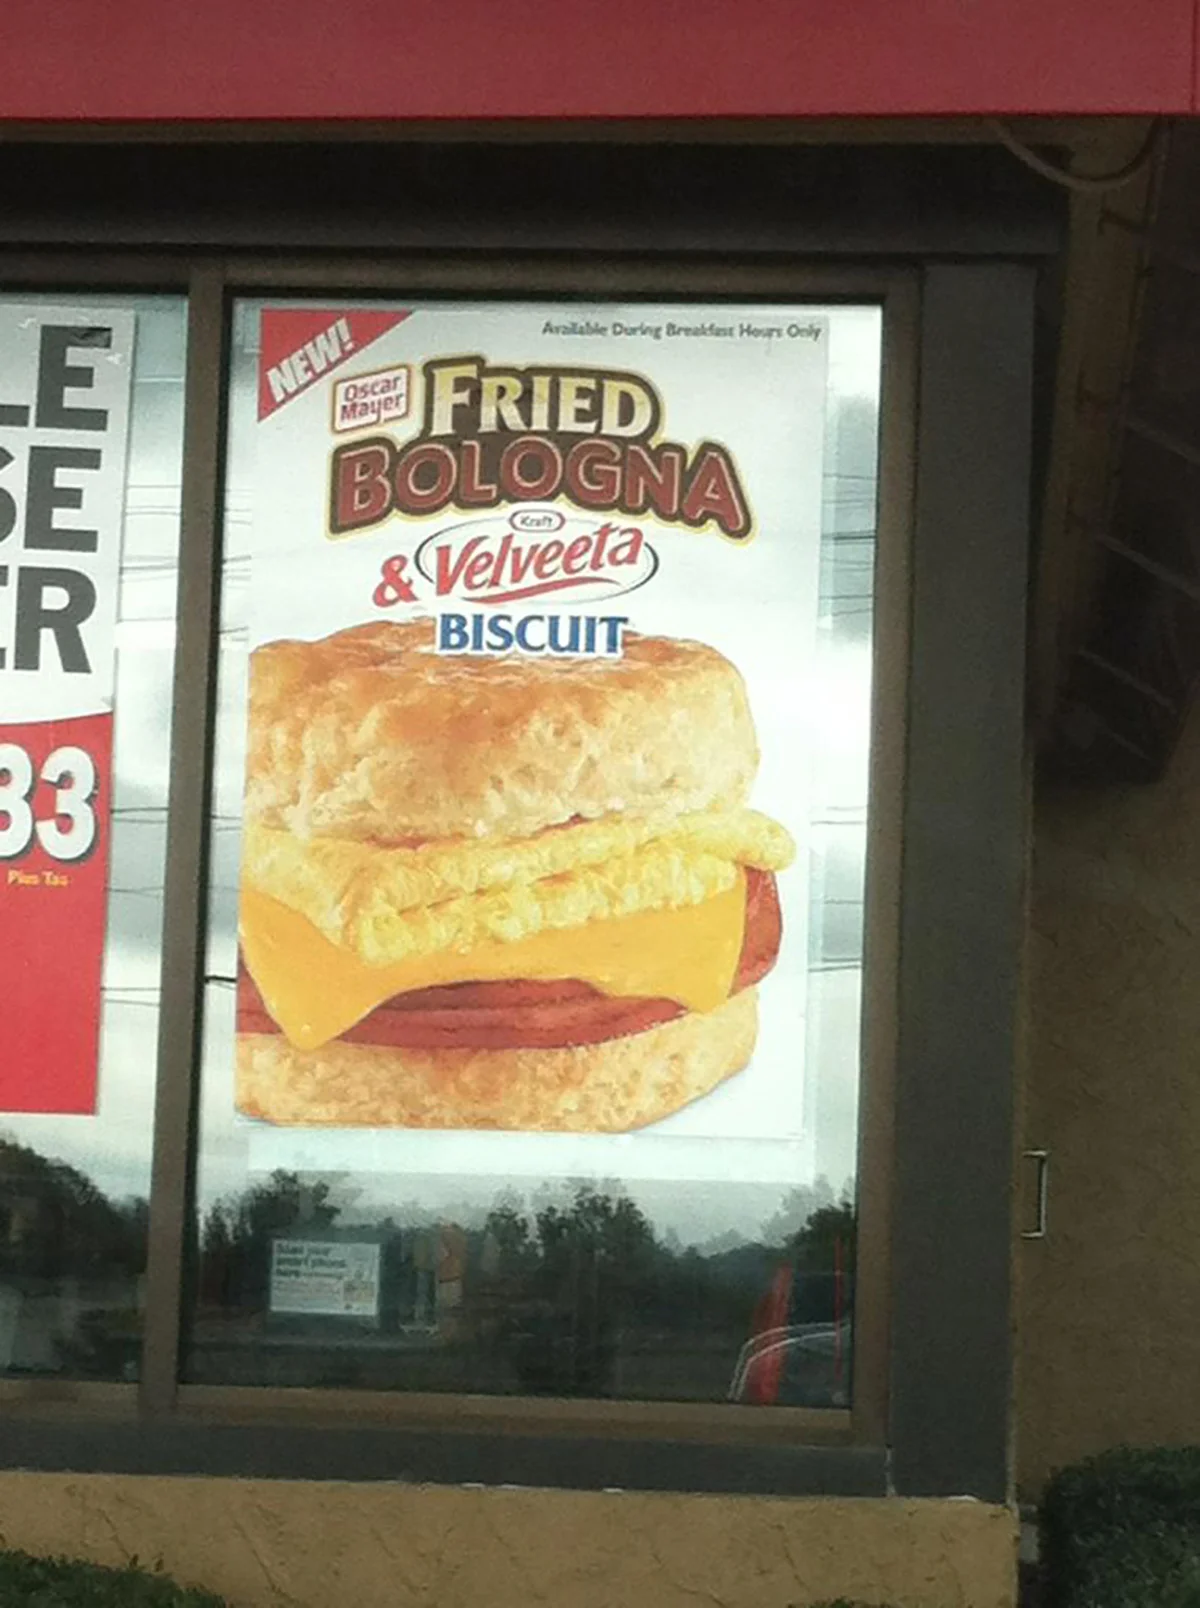 LE
SE
ER
33
Plus Tax
NEW!
Available During Breakfast Hours Only
Oscar
Mayer
FRIED
BOLOGNA
Kraft
& Velveeta
BISCUIT